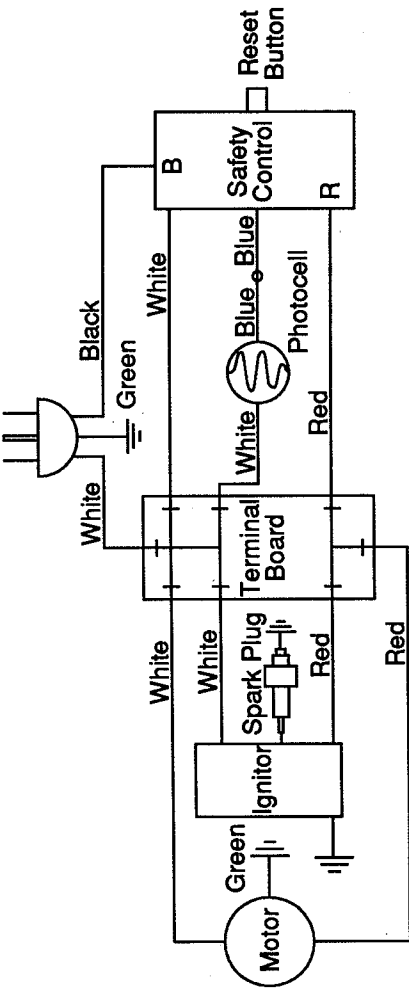 Reset
Button
B
Safety
Control
R
Black
White
Blue
Blue
Photocell
Green
White
White
Red
Terminal
Board
White
White
Spark Plug
Red
Red
Ignitor
Green
Motor